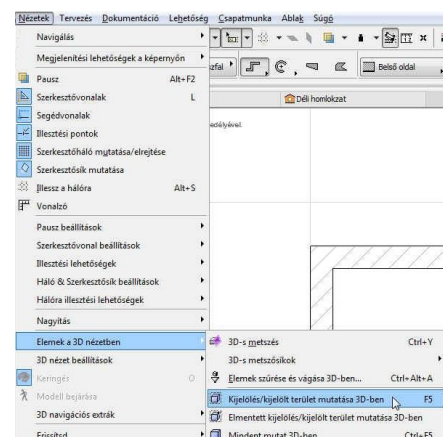 Nézetek Tervezés Dokumentáció Lehetőség Csapatmunka Ablak Súgó
Navigálás
Megjelenítési lehetőségek a képernyőn
Pausz Alt+F2
Szerkesztővonalak L
Segédvonalak
Illesztési pontok
Szerkesztőháló mutatása/elrejtése
Szerkesztősík mutatása
Illessz a hálóra Alt+S
Vonalzó
Pausz beállítások
Szerkesztővonal beállítások
Illesztési lehetőségek
Háló & Szerkesztősík beállítások
Hálóra illesztési lehetőségek
Nagyítás
Elemek a 3D nézetben
3D nézet beállítások
Keringés O
Modell bejárása
3D navigációs extrák
Frissítsd
Belső oldal
Déli homlokzat
3D-s metszés Ctrl+Y
3D-s metszősíkok
Elemek szűrése és vágása 3D-ben... Ctrl+Alt+A
Kijelölés/kijelölt terület mutatása 3D-ben F5
Elmentett kijelölés/kijelölt terület mutatása 3D-ben
Mindent mutat 3D-ben Ctrl+F5